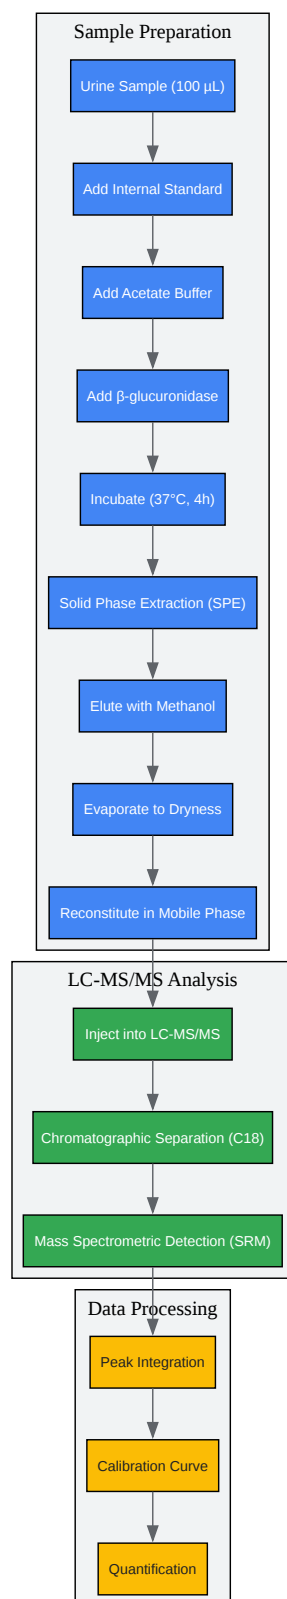 Sample Preparation
Urine Sample (100 µL)
Add Internal Standard
Add Acetate Buffer
Add β-glucuronidase
Incubate (37°C, 4h)
Solid Phase Extraction (SPE)
Elute with Methanol
Evaporate to Dryness
Reconstitute in Mobile Phase
LC-MS/MS Analysis
Inject into LC-MS/MS
Chromatographic Separation (C18)
Mass Spectrometric Detection (SRM)
Data Processing
Peak Integration
Calibration Curve
Quantification